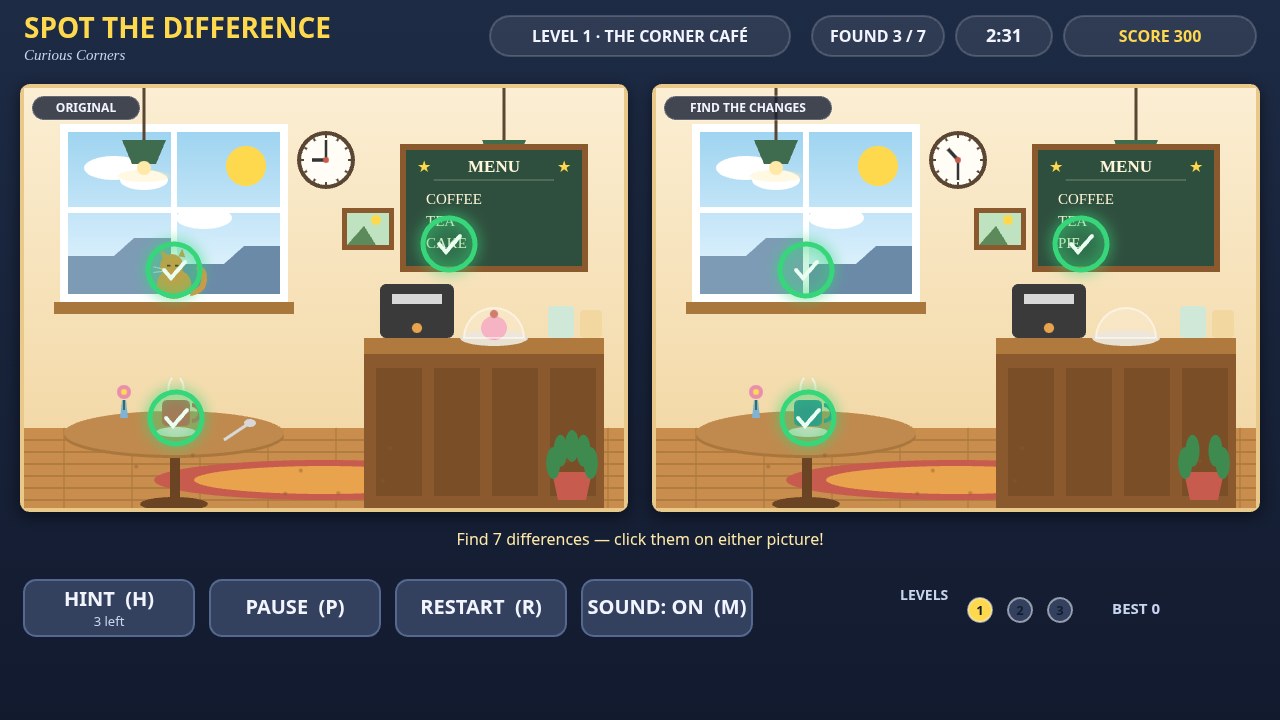 SPOT THE DIFFERENCE
Curious Corners
LEVEL 1 · THE CORNER CAFÉ
FOUND 3 / 7
2:31
SCORE 300
ORIGINAL
MENU
COFFEE
TEA
CAKE
FIND THE CHANGES
MENU
COFFEE
TEA
PIE
Find 7 differences — click them on either picture!
HINT (H)
3 left
PAUSE (P)
RESTART (R)
SOUND: ON (M)
LEVELS
1
2
3
BEST 0